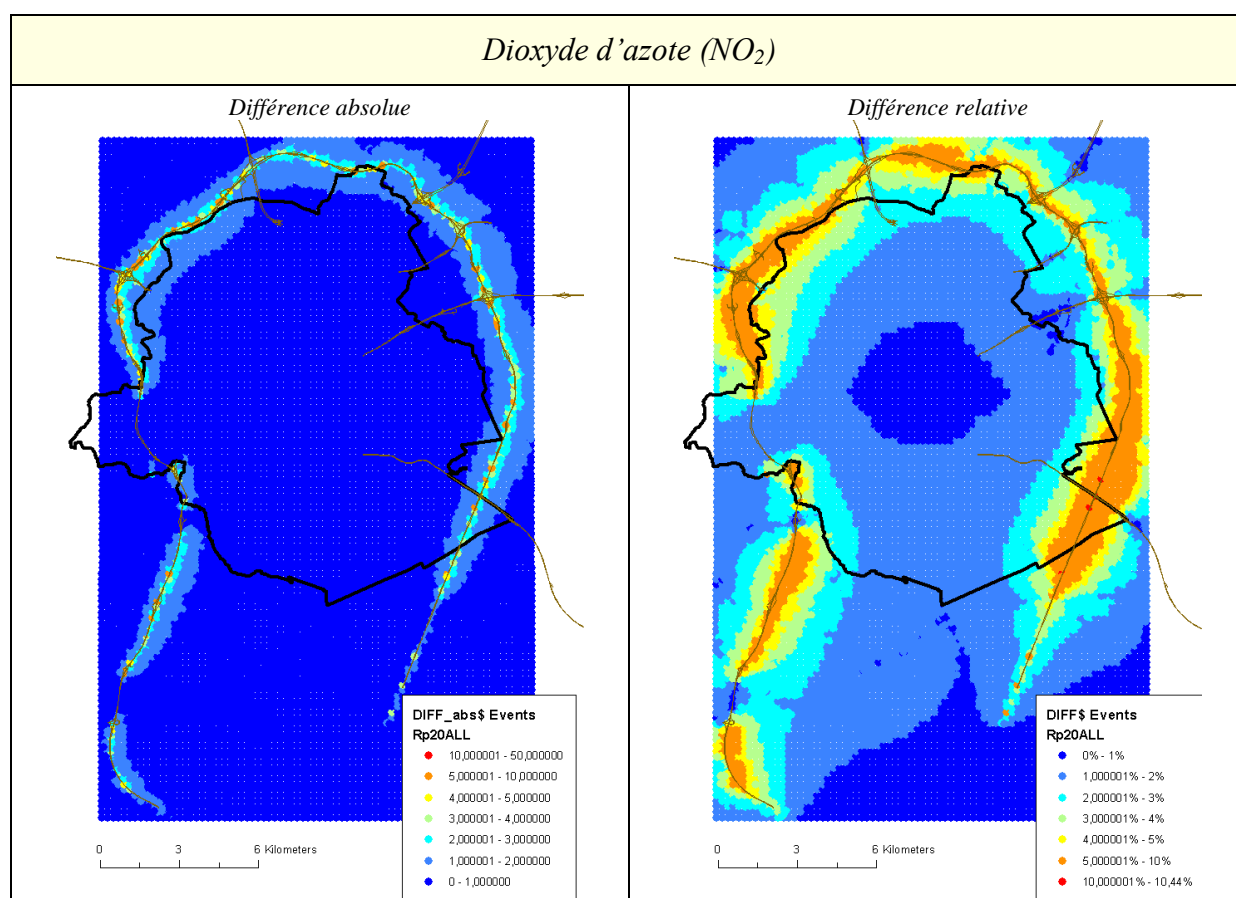 Dioxyde d'azote (NO₂)
Différence absolue
DIFF_abs$ Events
Rp20ALL
10,000001 - 50,000000
5,000001 - 10,000000
4,000001 - 5,000000
3,000001 - 4,000000
2,000001 - 3,000000
1,000001 - 2,000000
0 - 1,000000
0 3 6 Kilometers
Différence relative
DIFF$ Events
Rp20ALL
0% - 1%
1,000001% - 2%
2,000001% - 3%
3,000001% - 4%
4,000001% - 5%
5,000001% - 10%
10,000001% - 10,44%
0 3 6 Kilometers